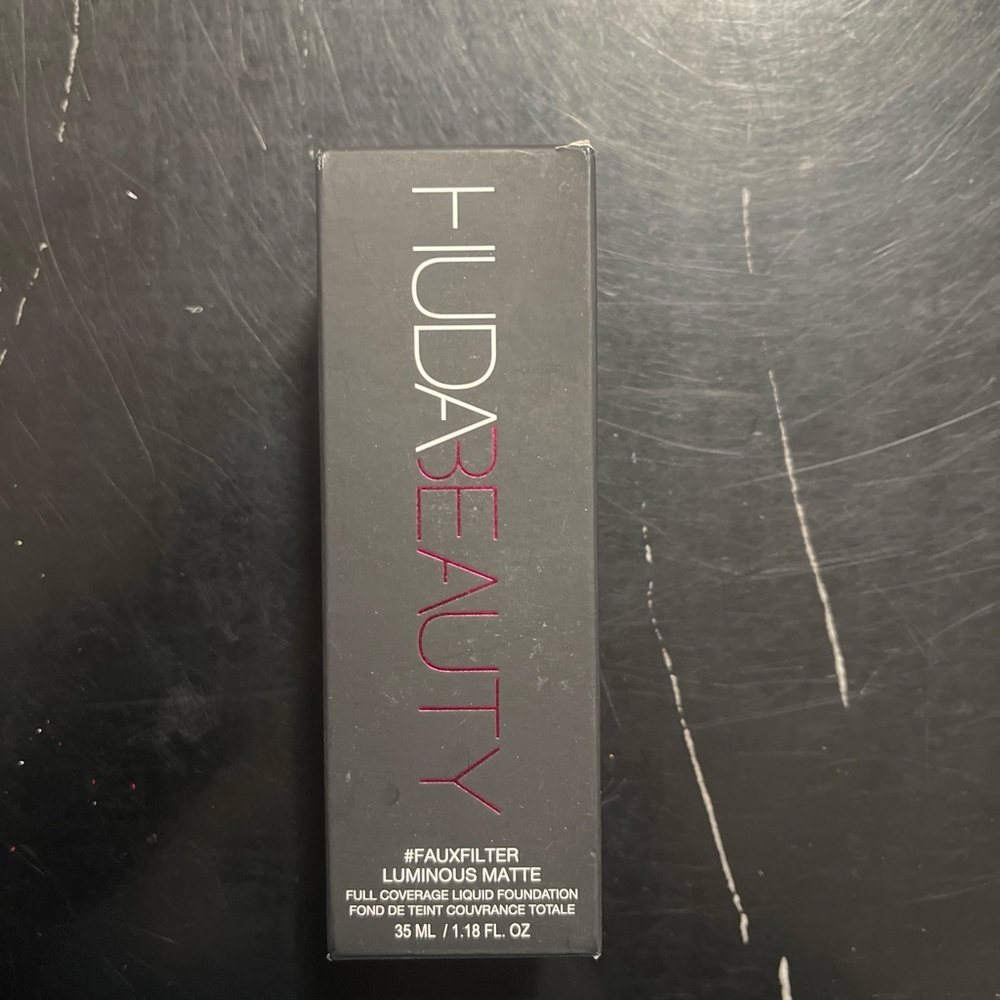 HUDABEAUTY
#FAUXFILTER
LUMINOUS MATTE
FULL COVERAGE LIQUID FOUNDATION
FOND DE TEINT COUVRANCE TOTALE
35 ML / 1.18 FL. OZ